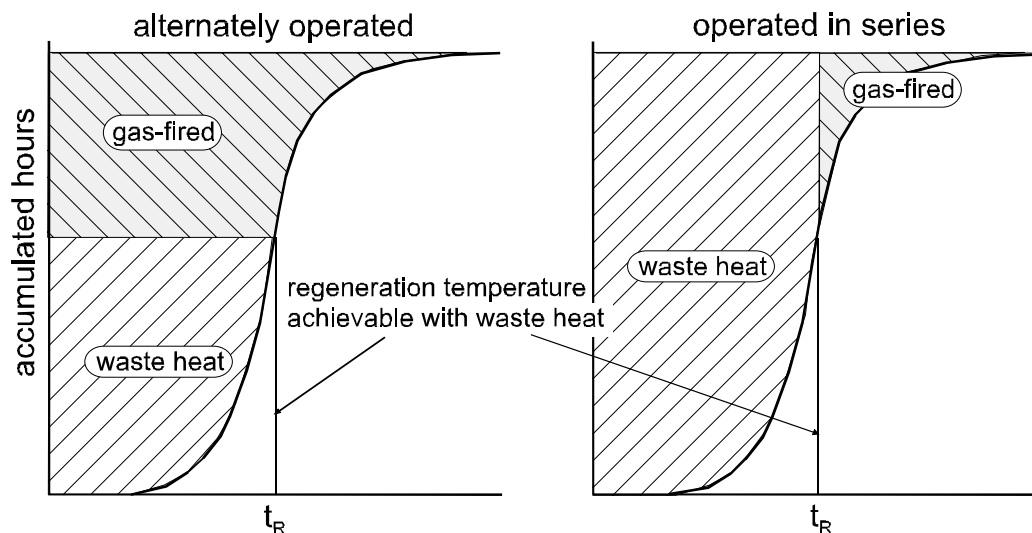 alternately operated
operated in series
accumulated hours
gas-fired
gas-fired
waste heat
waste heat
regeneration temperature
achievable with waste heat
t_R
t_R